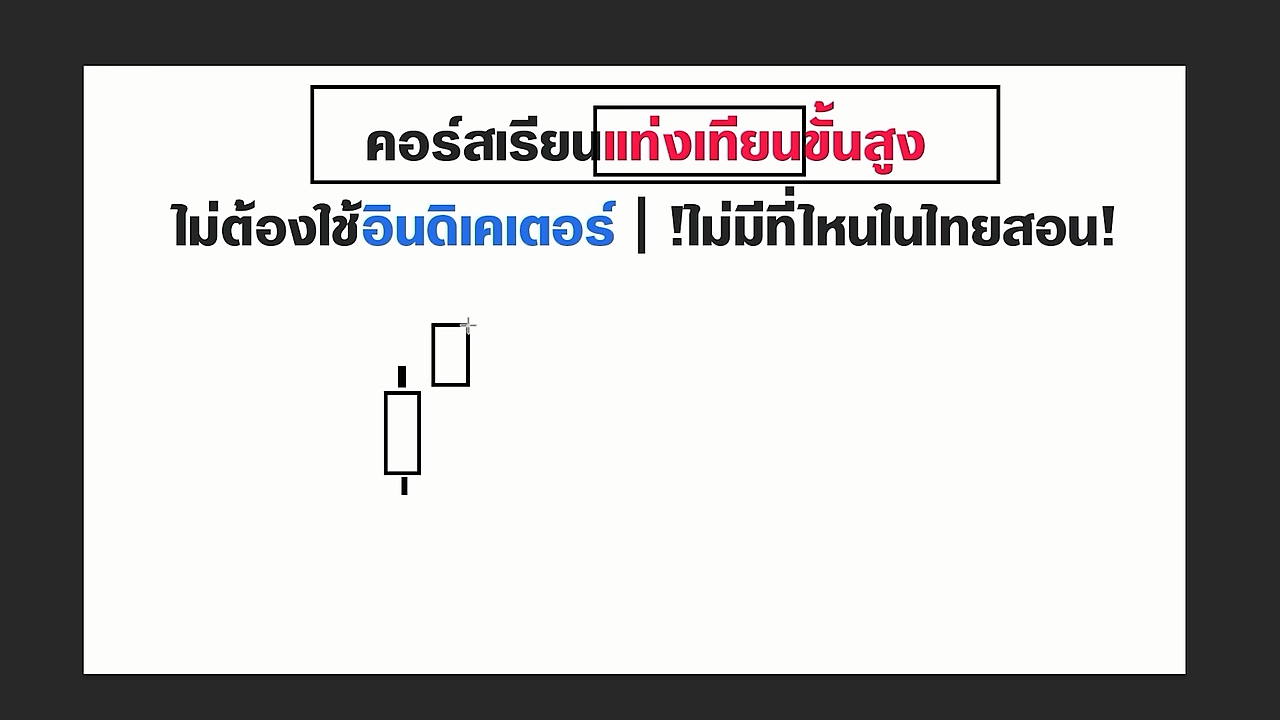 คอร์สเรียนแท่งเทียนขั้นสูง
ไม่ต้องใช้อินดิเคเตอร์ | !ไม่มีที่ไหนในไทยสอน!